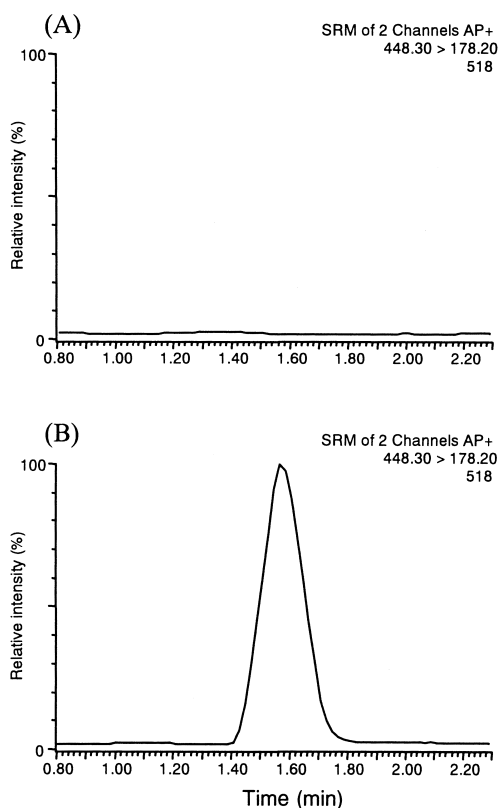 (A)
SRM of 2 Channels AP+
448.30 > 178.20
518
100
Relative intensity (%)
0
0.80 1.00 1.20 1.40 1.60 1.80 2.00 2.20
(B)
SRM of 2 Channels AP+
448.30 > 178.20
518
100
Relative intensity (%)
0
0.80 1.00 1.20 1.40 1.60 1.80 2.00 2.20
Time (min)